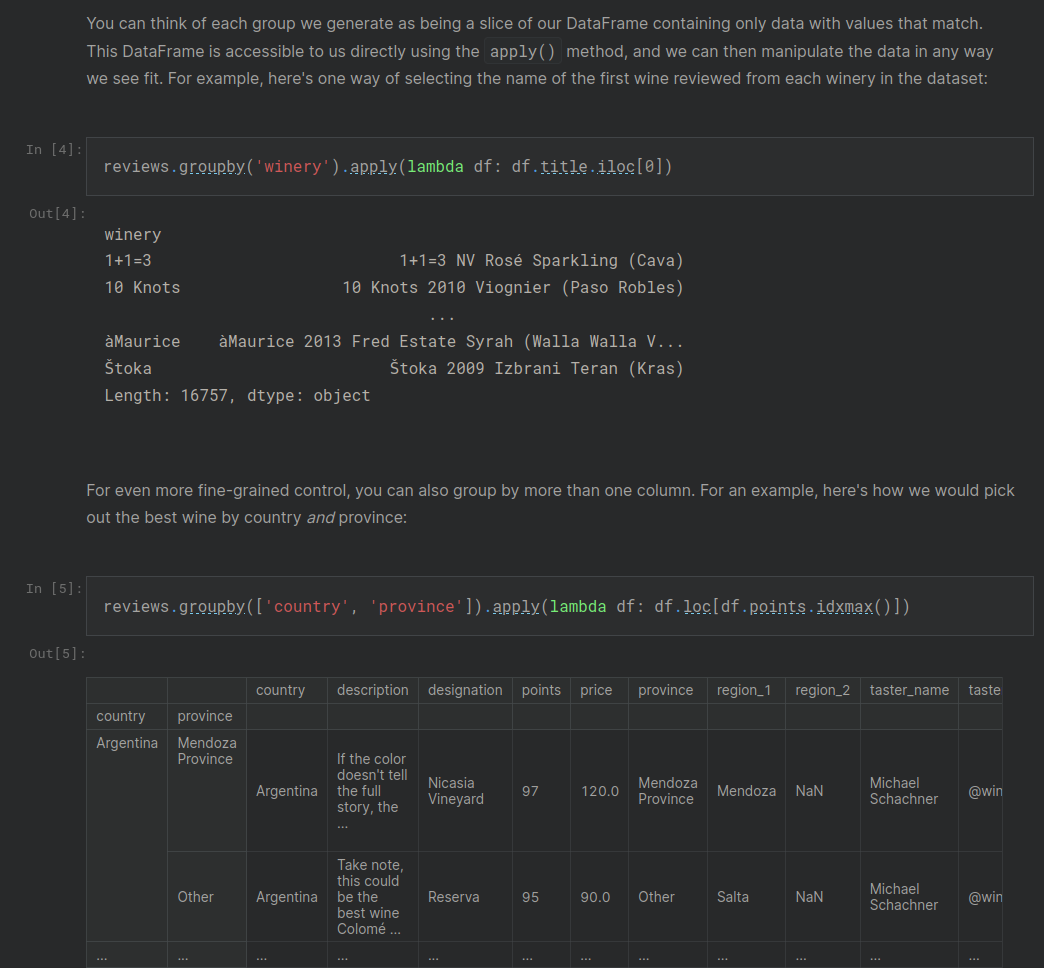 You can think of each group we generate as being a slice of our DataFrame containing only data with values that match.
This DataFrame is accessible to us directly using the apply() method, and we can then manipulate the data in any way
we see fit. For example, here's one way of selecting the name of the first wine reviewed from each winery in the dataset:
In [4]:
reviews.groupby('winery').apply(lambda df: df.title.iloc[0])
Out[4]:
winery
1+1=3                          1+1=3 NV Rosé Sparkling (Cava)
10 Knots                 10 Knots 2010 Viognier (Paso Robles)
...
àMaurice    àMaurice 2013 Fred Estate Syrah (Walla Walla V...
Štoka                         Štoka 2009 Izbrani Teran (Kras)
Length: 16757, dtype: object
For even more fine-grained control, you can also group by more than one column. For an example, here's how we would pick
out the best wine by country and province:
In [5]:
reviews.groupby(['country', 'province']).apply(lambda df: df.loc[df.points.idxmax()])
Out[5]:
country description designation points price province region_1 region_2 taster_name taste
country province
Argentina
Mendoza
Province
Argentina
If the color
doesn't tell
the full
story, the
...
Nicasia
Vineyard
97
120.0
Mendoza
Province
Mendoza
NaN
Michael
Schachner
@win
Other
Argentina
Take note,
this could
be the
best wine
Colomé ...
Reserva
95
90.0
Other
Salta
NaN
Michael
Schachner
@win
... ... ... ... ... ... ... ... ... ... ... ...